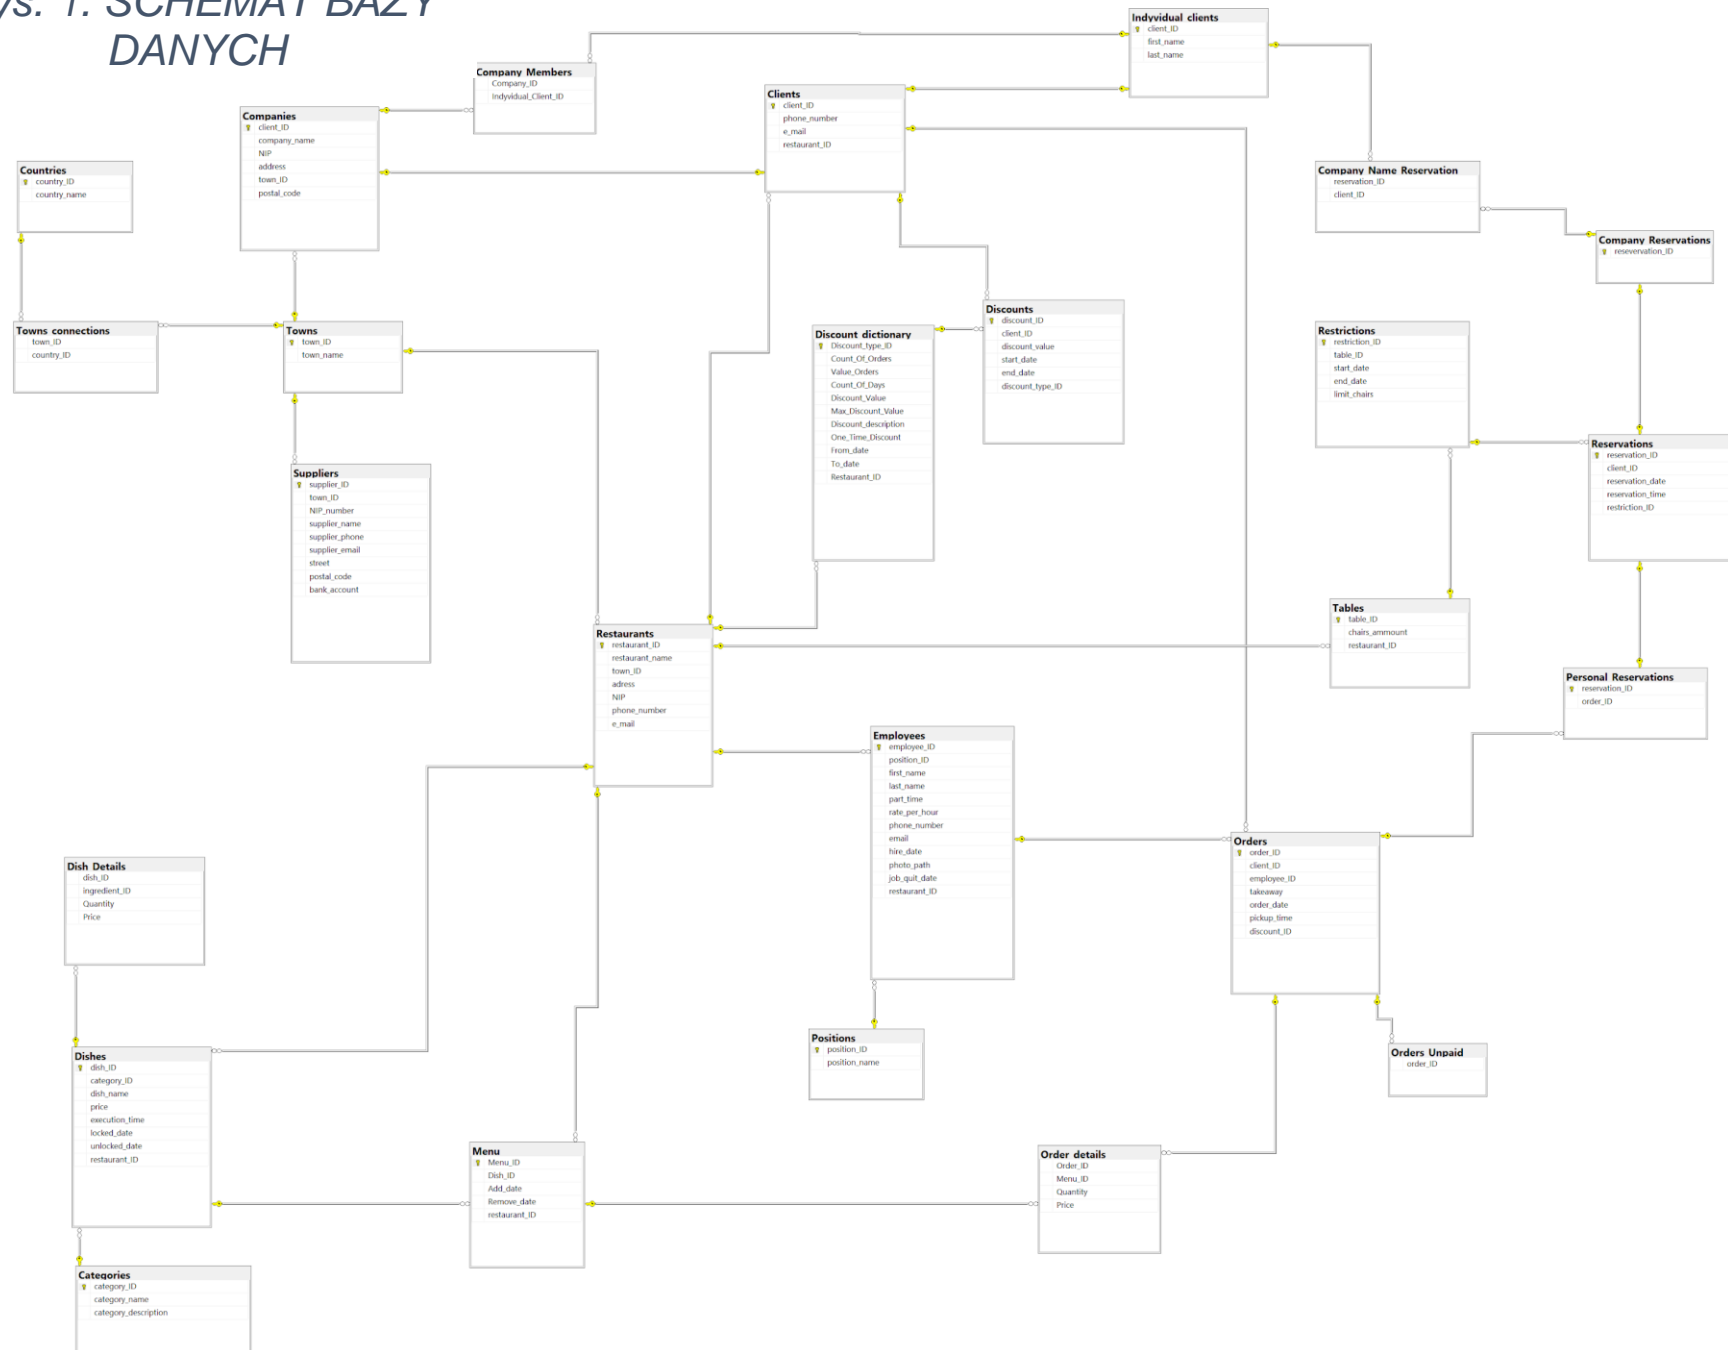 ys. 1. SCHEMAT BAZY
DANYCH
Indyvidual clients
client_ID
first_name
last_name
Company Members
Company_ID
Indyvidual_Client_ID
Clients
client_ID
phone_number
e_mail
restaurant_ID
Companies
client_ID
company_name
NIP
address
town_ID
postal_code
Countries
country_ID
country_name
Company Name Reservation
reservation_ID
client_ID
Company Reservations
resevervation_ID
Towns connections
town_ID
country_ID
Towns
town_ID
town_name
Discount dictionary
Discount_type_ID
Count_Of_Orders
Value_Orders
Count_Of_Days
Discount_Value
Max_Discount_Value
Discount_description
One_Time_Discount
From_date
To_date
Restaurant_ID
Discounts
discount_ID
client_ID
discount_value
start_date
end_date
discount_type_ID
Restrictions
restriction_ID
table_ID
start_date
end_date
limit_chairs
Reservations
reservation_ID
client_ID
reservation_date
reservation_time
restriction_ID
Suppliers
supplier_ID
town_ID
NIP_number
supplier_name
supplier_phone
supplier_email
street
postal_code
bank_account
Restaurants
restaurant_ID
restaurant_name
town_ID
adress
NIP
phone_number
e_mail
Tables
table_ID
chairs_ammount
restaurant_ID
Personal Reservations
reservation_ID
order_ID
Employees
employee_ID
position_ID
first_name
last_name
part_time
rate_per_hour
phone_number
email
hire_date
photo_path
job_quit_date
restaurant_ID
Orders
order_ID
client_ID
employee_ID
takeaway
order_date
pickup_time
discount_ID
Dish Details
dish_ID
ingredient_ID
Quantity
Price
Positions
position_ID
position_name
Orders Unpaid
order_ID
Dishes
dish_ID
category_ID
dish_name
price
execution_time
locked_date
unlocked_date
restaurant_ID
Menu
Menu_ID
Dish_ID
Add_date
Remove_date
restaurant_ID
Order details
Order_ID
Menu_ID
Quantity
Price
Categories
category_ID
category_name
category_description